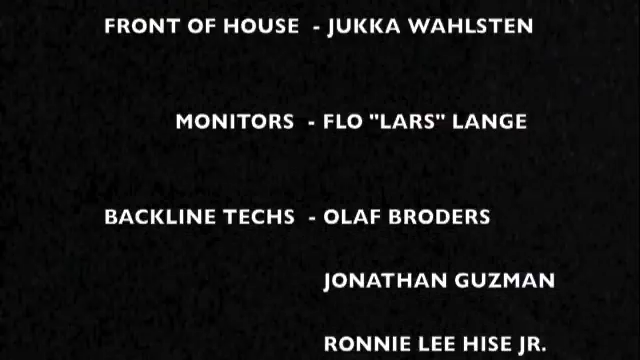 FRONT OF HOUSE - JUKKA WAHLSTEN
MONITORS - FLO "LARS" LANGE
BACKLINE TECHS - OLAF BRODERS
JONATHAN GUZMAN
RONNIE LEE HISE JR.